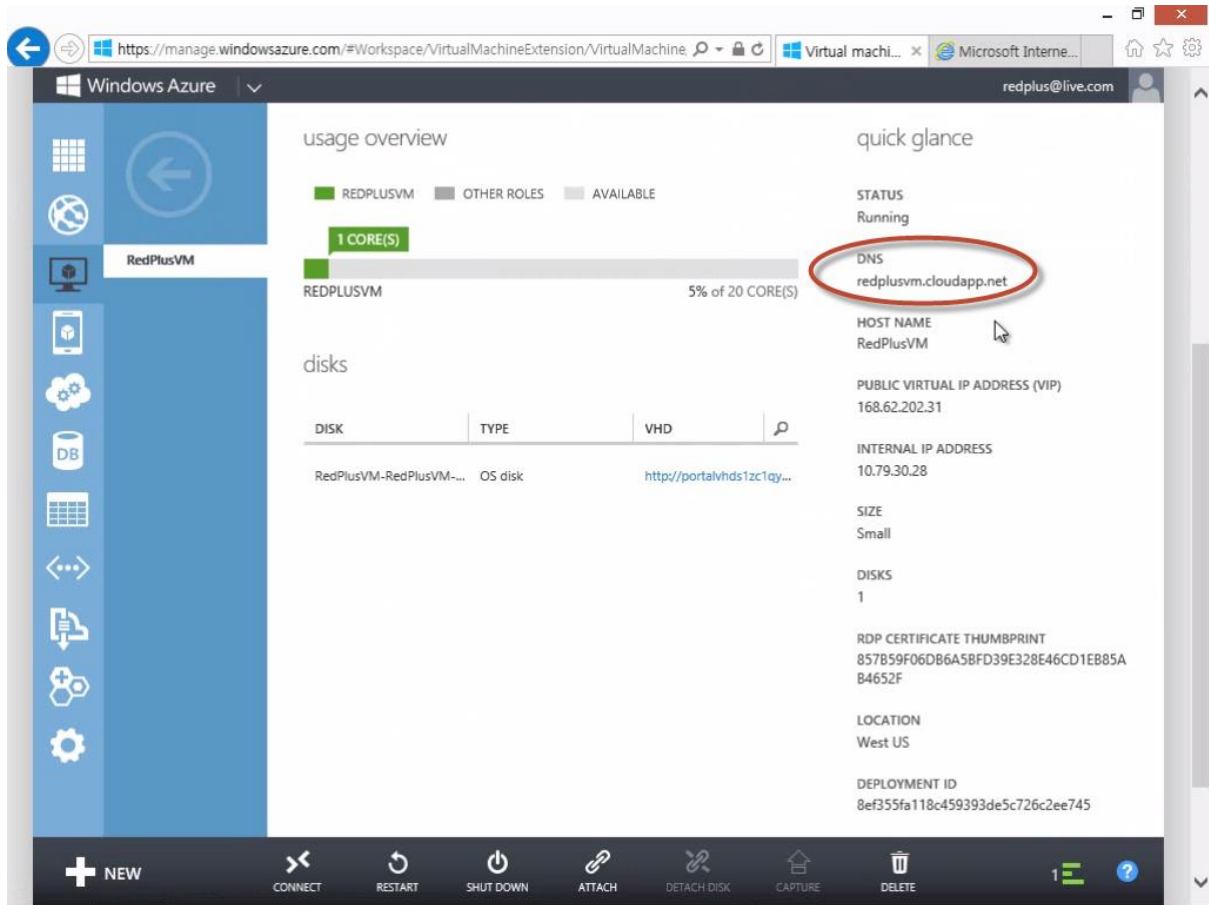 https://manage.windowsazure.com/#Workspace/VirtualMachineExtension/VirtualMachine
Virtual machi...
Microsoft Interne...
Windows Azure
redplus@live.com
RedPlusVM
DB
usage overview
REDPLUSVM
OTHER ROLES
AVAILABLE
1 CORE(S)
REDPLUSVM
5% of 20 CORE(S)
disks
DISK TYPE VHD
RedPlusVM-RedPlusVM-... OS disk http://portalvhds1zc1qy...
quick glance
STATUS
Running
DNS
redplusvm.cloudapp.net
HOST NAME
RedPlusVM
PUBLIC VIRTUAL IP ADDRESS (VIP)
168.62.202.31
INTERNAL IP ADDRESS
10.79.30.28
SIZE
Small
DISKS
1
RDP CERTIFICATE THUMBPRINT
857B59F06DB6A5BFD39E328E46CD1EB85A
B4652F
LOCATION
West US
DEPLOYMENT ID
8ef355fa118c459393de5c726c2ee745
NEW
CONNECT
RESTART
SHUT DOWN
ATTACH
DETACH DISK
CAPTURE
DELETE
1
?